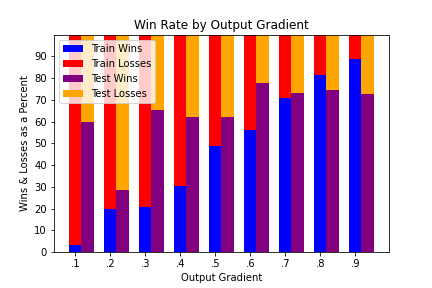 Win Rate by Output Gradient
Train Wins
Train Losses
Test Wins
Test Losses
Wins & Losses as a Percent
90
80
70
60
50
40
30
20
10
0
.1 .2 .3 .4 .5 .6 .7 .8 .9
Output Gradient